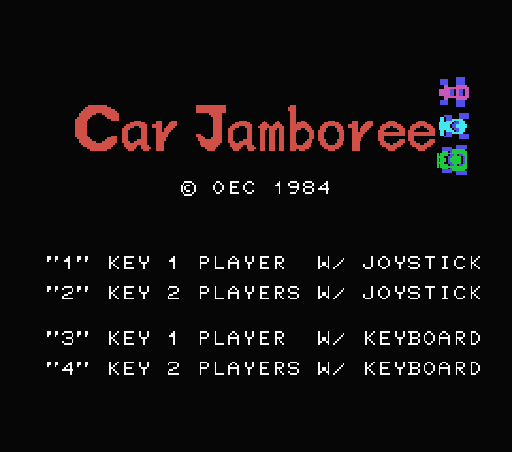 Car Jamboree
© OEC 1984
"1" KEY 1 PLAYER W/ JOYSTICK
"2" KEY 2 PLAYERS W/ JOYSTICK
"3" KEY 1 PLAYER W/ KEYBOARD
"4" KEY 2 PLAYERS W/ KEYBOARD